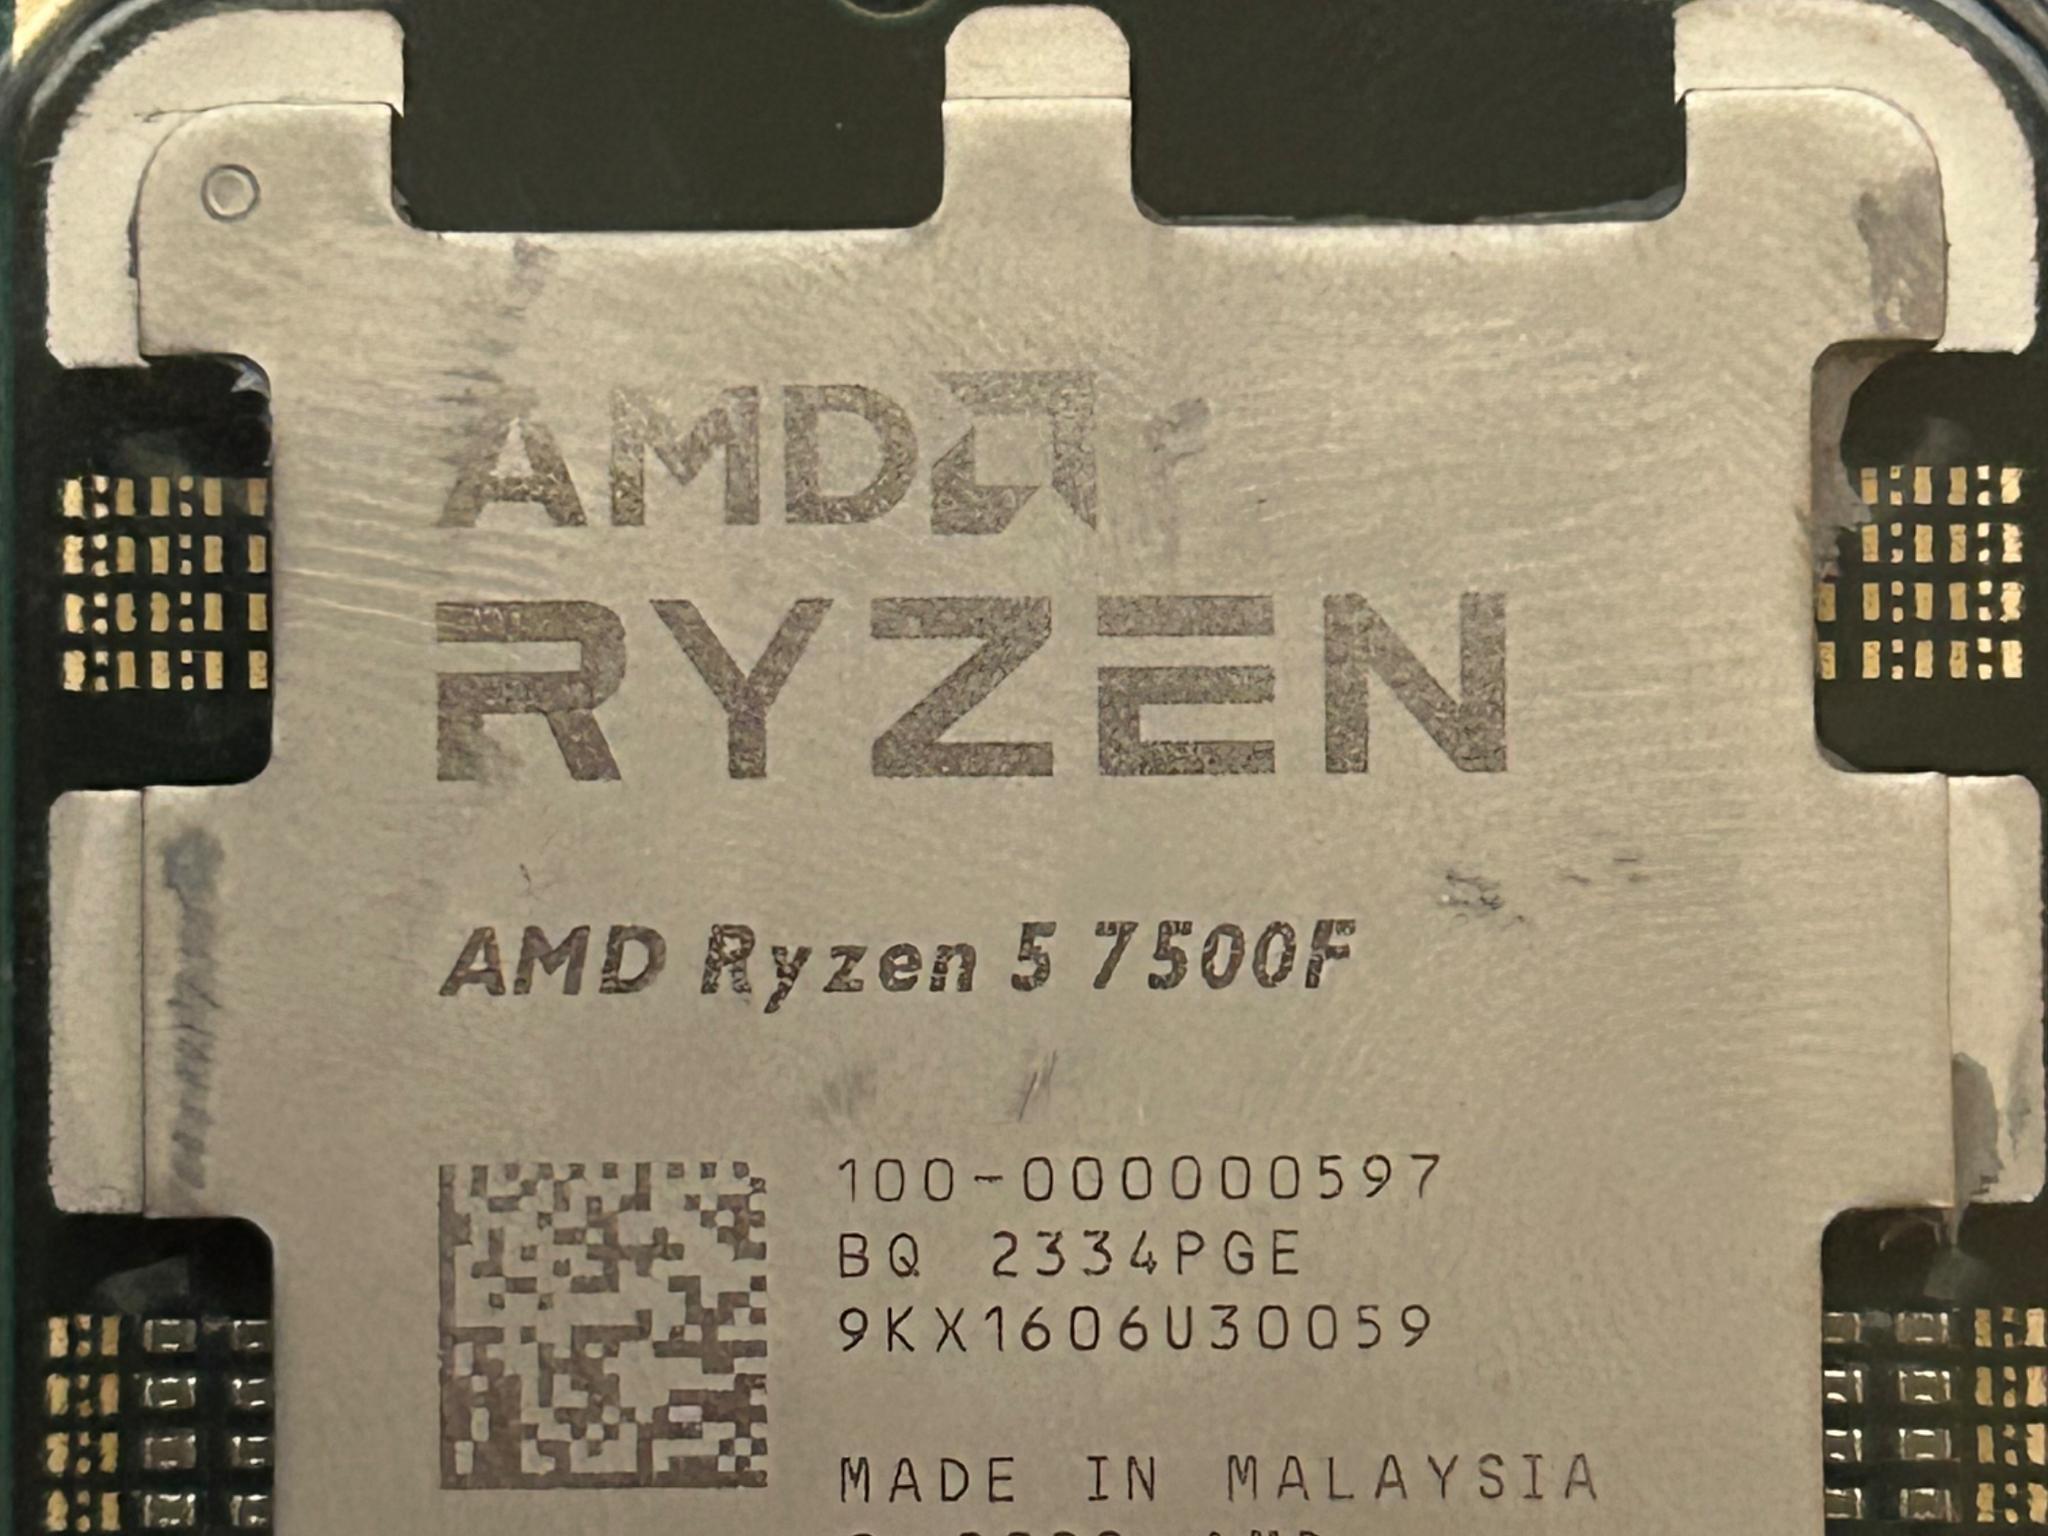 AMD
RYZEN
AMD Ryzen 5 7500F
100-000000597
BQ 2334PGE
9KX1606U30059
MADE IN MALAYSIA